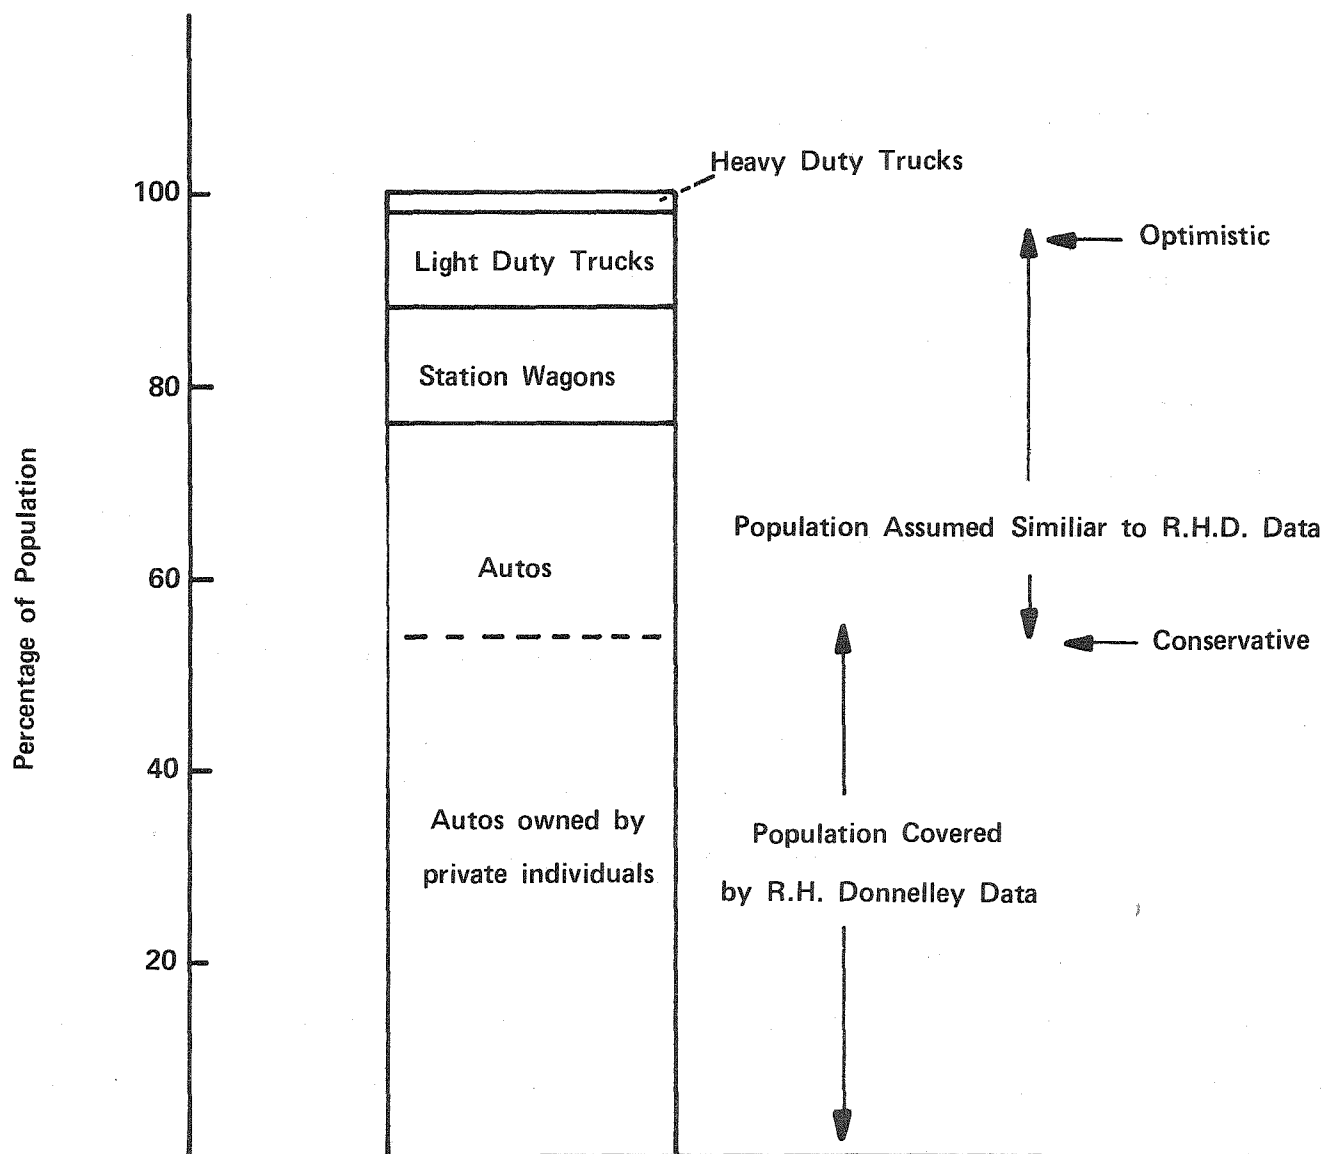 Heavy Duty Trucks
100
Optimistic
Light Duty Trucks
Station Wagons
80
Percentage of Population
Population Assumed Similiar to R.H.D. Data
Autos
60
Conservative
40
Autos owned by
private individuals
Population Covered
by R.H. Donnelley Data
20